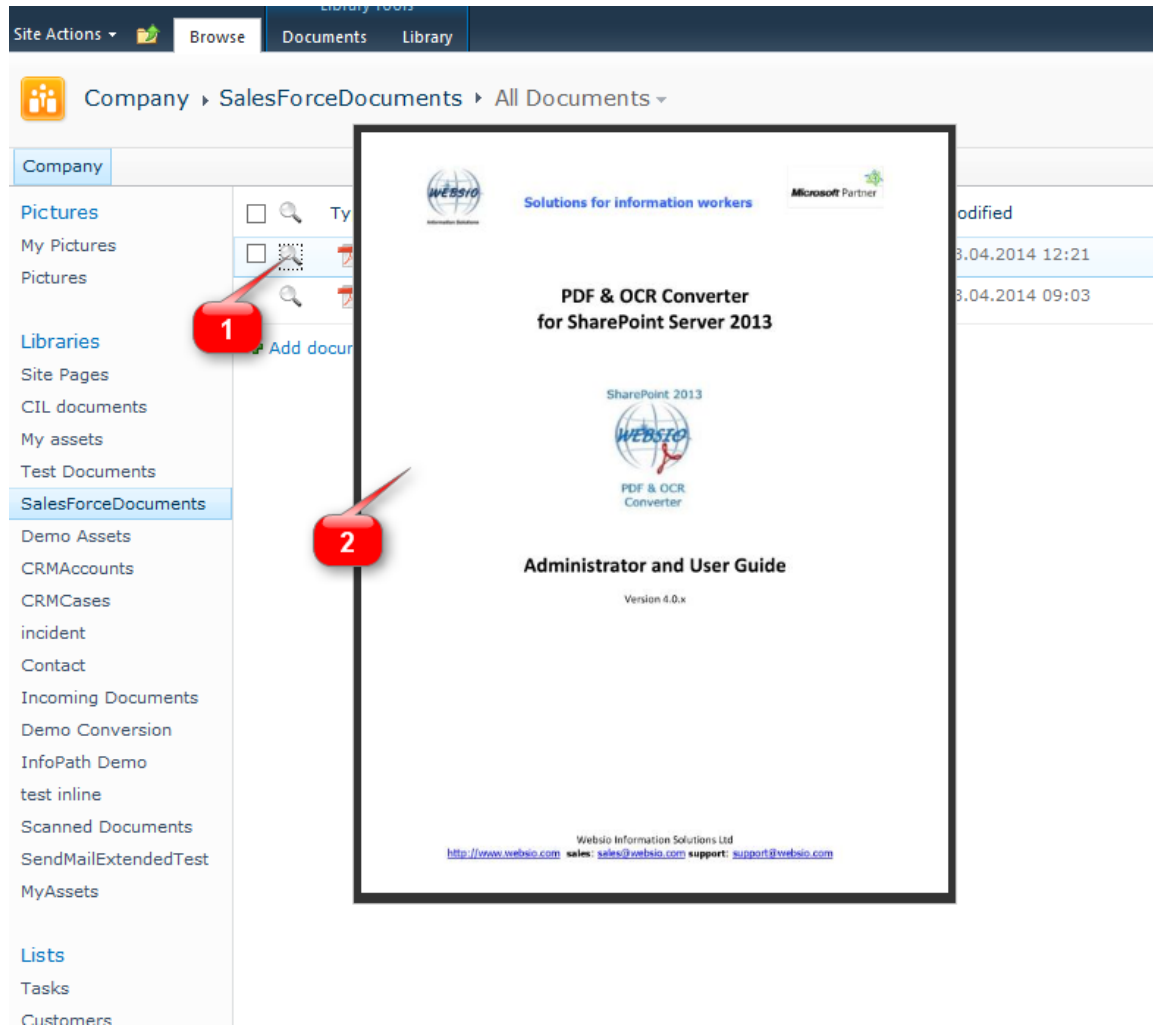 Library Tools
Site Actions
Browse
Documents
Library
Company
SalesForceDocuments
All Documents
Company
Pictures
My Pictures
Pictures
Libraries
Site Pages
CIL documents
My assets
Test Documents
SalesForceDocuments
Demo Assets
CRMAccounts
CRMCases
incident
Contact
Incoming Documents
Demo Conversion
InfoPath Demo
test inline
Scanned Documents
SendMailExtendedTest
MyAssets
Lists
Tasks
Customers
Ty
odified
3.04.2014 12:21
3.04.2014 09:03
Add docur
1
2
WEBSIO
Information Solutions
Solutions for information workers
Microsoft Partner
PDF & OCR Converter
for SharePoint Server 2013
SharePoint 2013
WEBSIO
PDF & OCR
Converter
Administrator and User Guide
Version 4.0.x
Websio Information Solutions Ltd
http://www.websio.com sales: sales@websio.com support: support@websio.com